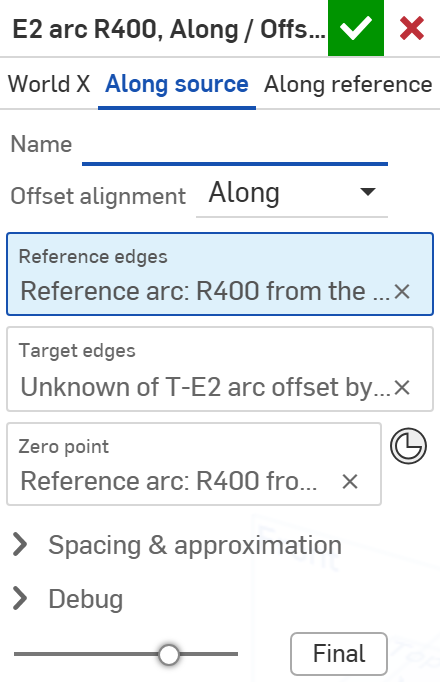 E2 arc R400, Along / Offs...
World X Along source Along reference
Name
Offset alignment Along
Reference edges
Reference arc: R400 from the ...
Target edges
Unknown of T-E2 arc offset by...
Zero point
Reference arc: R400 fro...
Spacing & approximation
Debug
Final